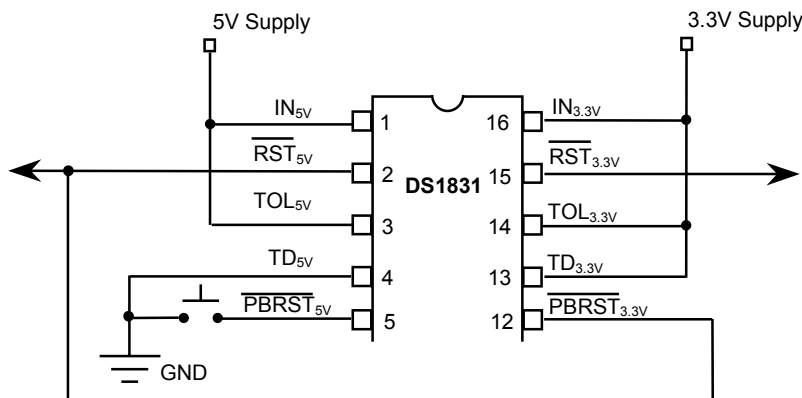 5V Supply
3.3V Supply
IN5V
1
16
IN3.3V
RST5V
2
15
RST3.3V
DS1831
TOL5V
3
14
TOL3.3V
TD5V
4
13
TD3.3V
PBRST5V
5
12
PBRST3.3V
GND